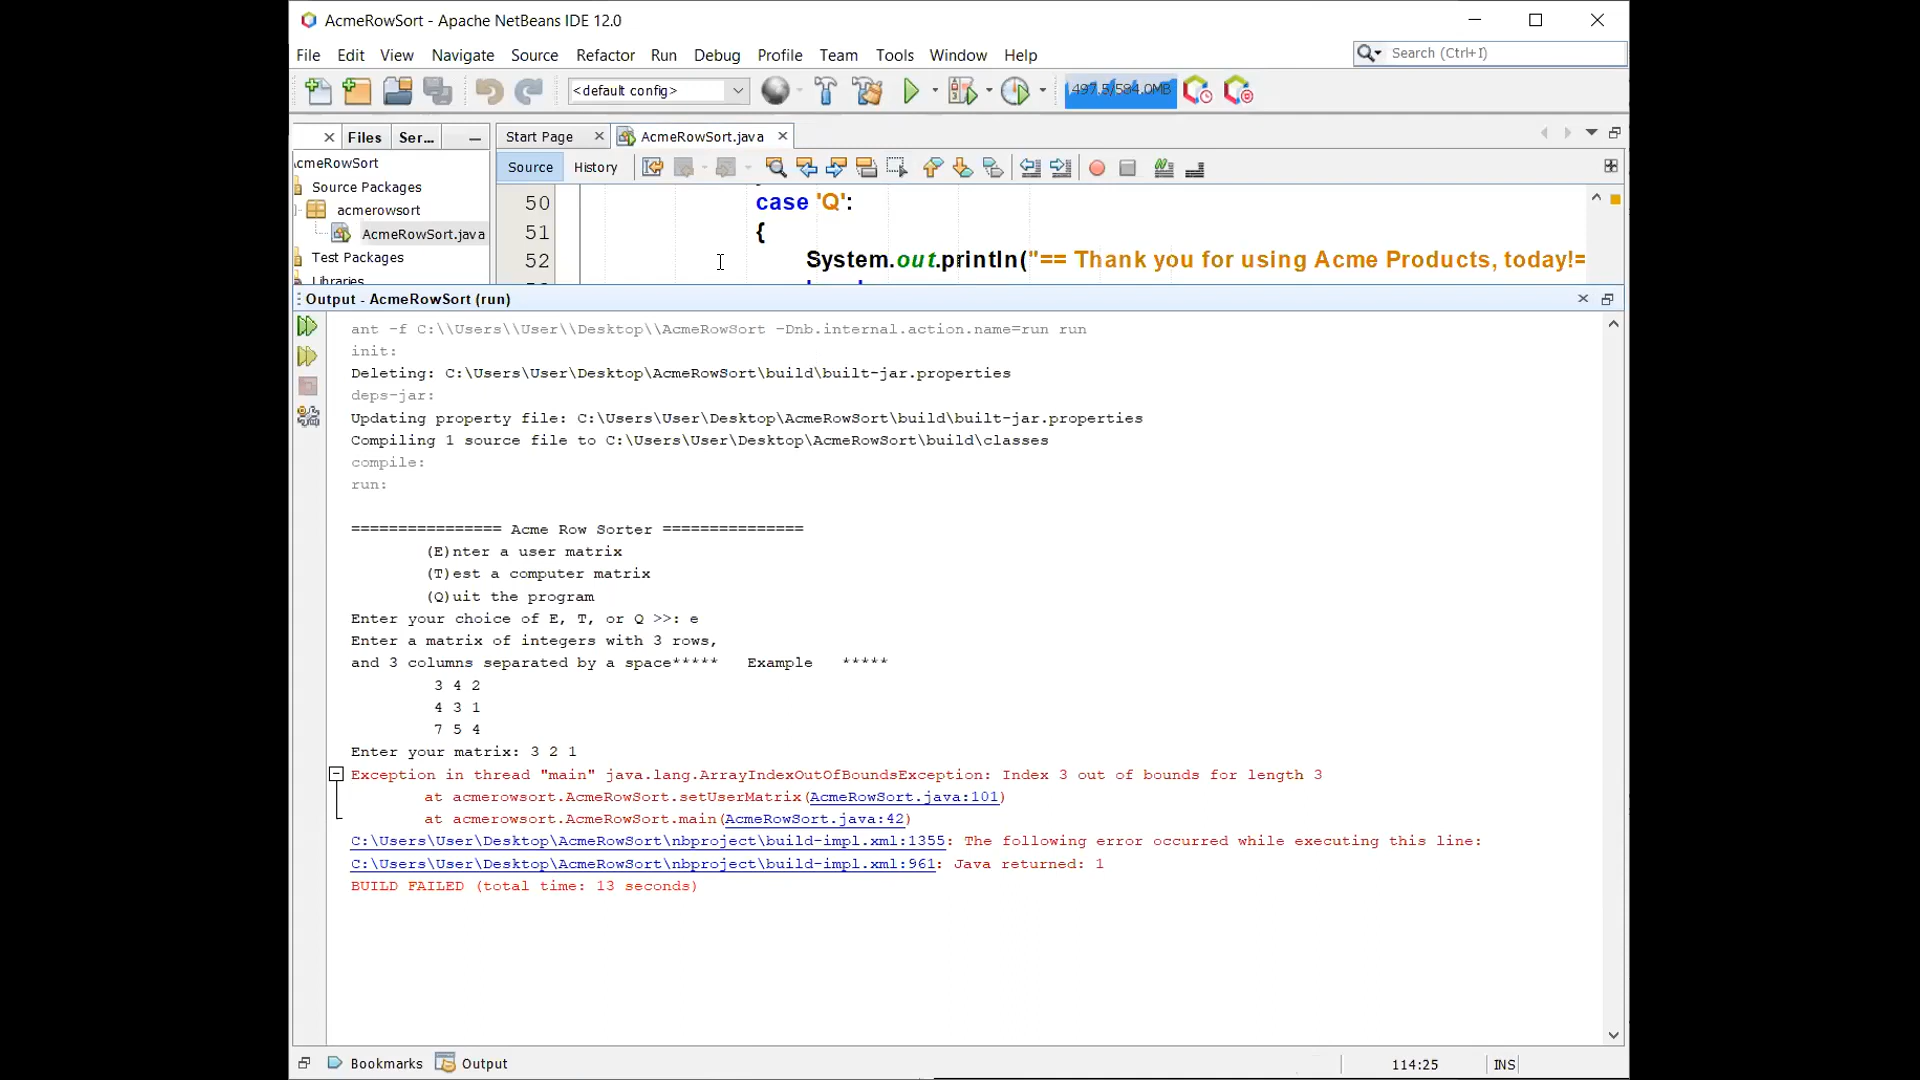 AcmeRowSort - Apache NetBeans IDE 12.0
File Edit View Navigate Source Refactor Run Debug Profile Team Tools Window Help
Search (Ctrl+I)
<default config>
497.5/584.0MB
Files Ser...
Start Page AcmeRowSort.java
cmeRowSort
Source Packages
acmerowsort
AcmeRowSort.java
Test Packages
Libraries
Source History
50 case 'Q':
51 {
52 System.out.println("== Thank you for using Acme Products, today!=
Output - AcmeRowSort (run)
ant -f C:\\Users\\User\\Desktop\\AcmeRowSort -Dnb.internal.action.name=run run
init:
Deleting: C:\Users\User\Desktop\AcmeRowSort\build\built-jar.properties
deps-jar:
Updating property file: C:\Users\User\Desktop\AcmeRowSort\build\built-jar.properties
Compiling 1 source file to C:\Users\User\Desktop\AcmeRowSort\build\classes
compile:
run:
================ Acme Row Sorter ===============
(E)nter a user matrix
(T)est a computer matrix
(Q)uit the program
Enter your choice of E, T, or Q >>: e
Enter a matrix of integers with 3 rows,
and 3 columns separated by a space***** Example *****
3 4 2
4 3 1
7 5 4
Enter your matrix: 3 2 1
Exception in thread "main" java.lang.ArrayIndexOutOfBoundsException: Index 3 out of bounds for length 3
at acmerowsort.AcmeRowSort.setUserMatrix(AcmeRowSort.java:101)
at acmerowsort.AcmeRowSort.main(AcmeRowSort.java:42)
C:\Users\User\Desktop\AcmeRowSort\nbproject\build-impl.xml:1355: The following error occurred while executing this line:
C:\Users\User\Desktop\AcmeRowSort\nbproject\build-impl.xml:961: Java returned: 1
BUILD FAILED (total time: 13 seconds)
Bookmarks Output
114:25 INS